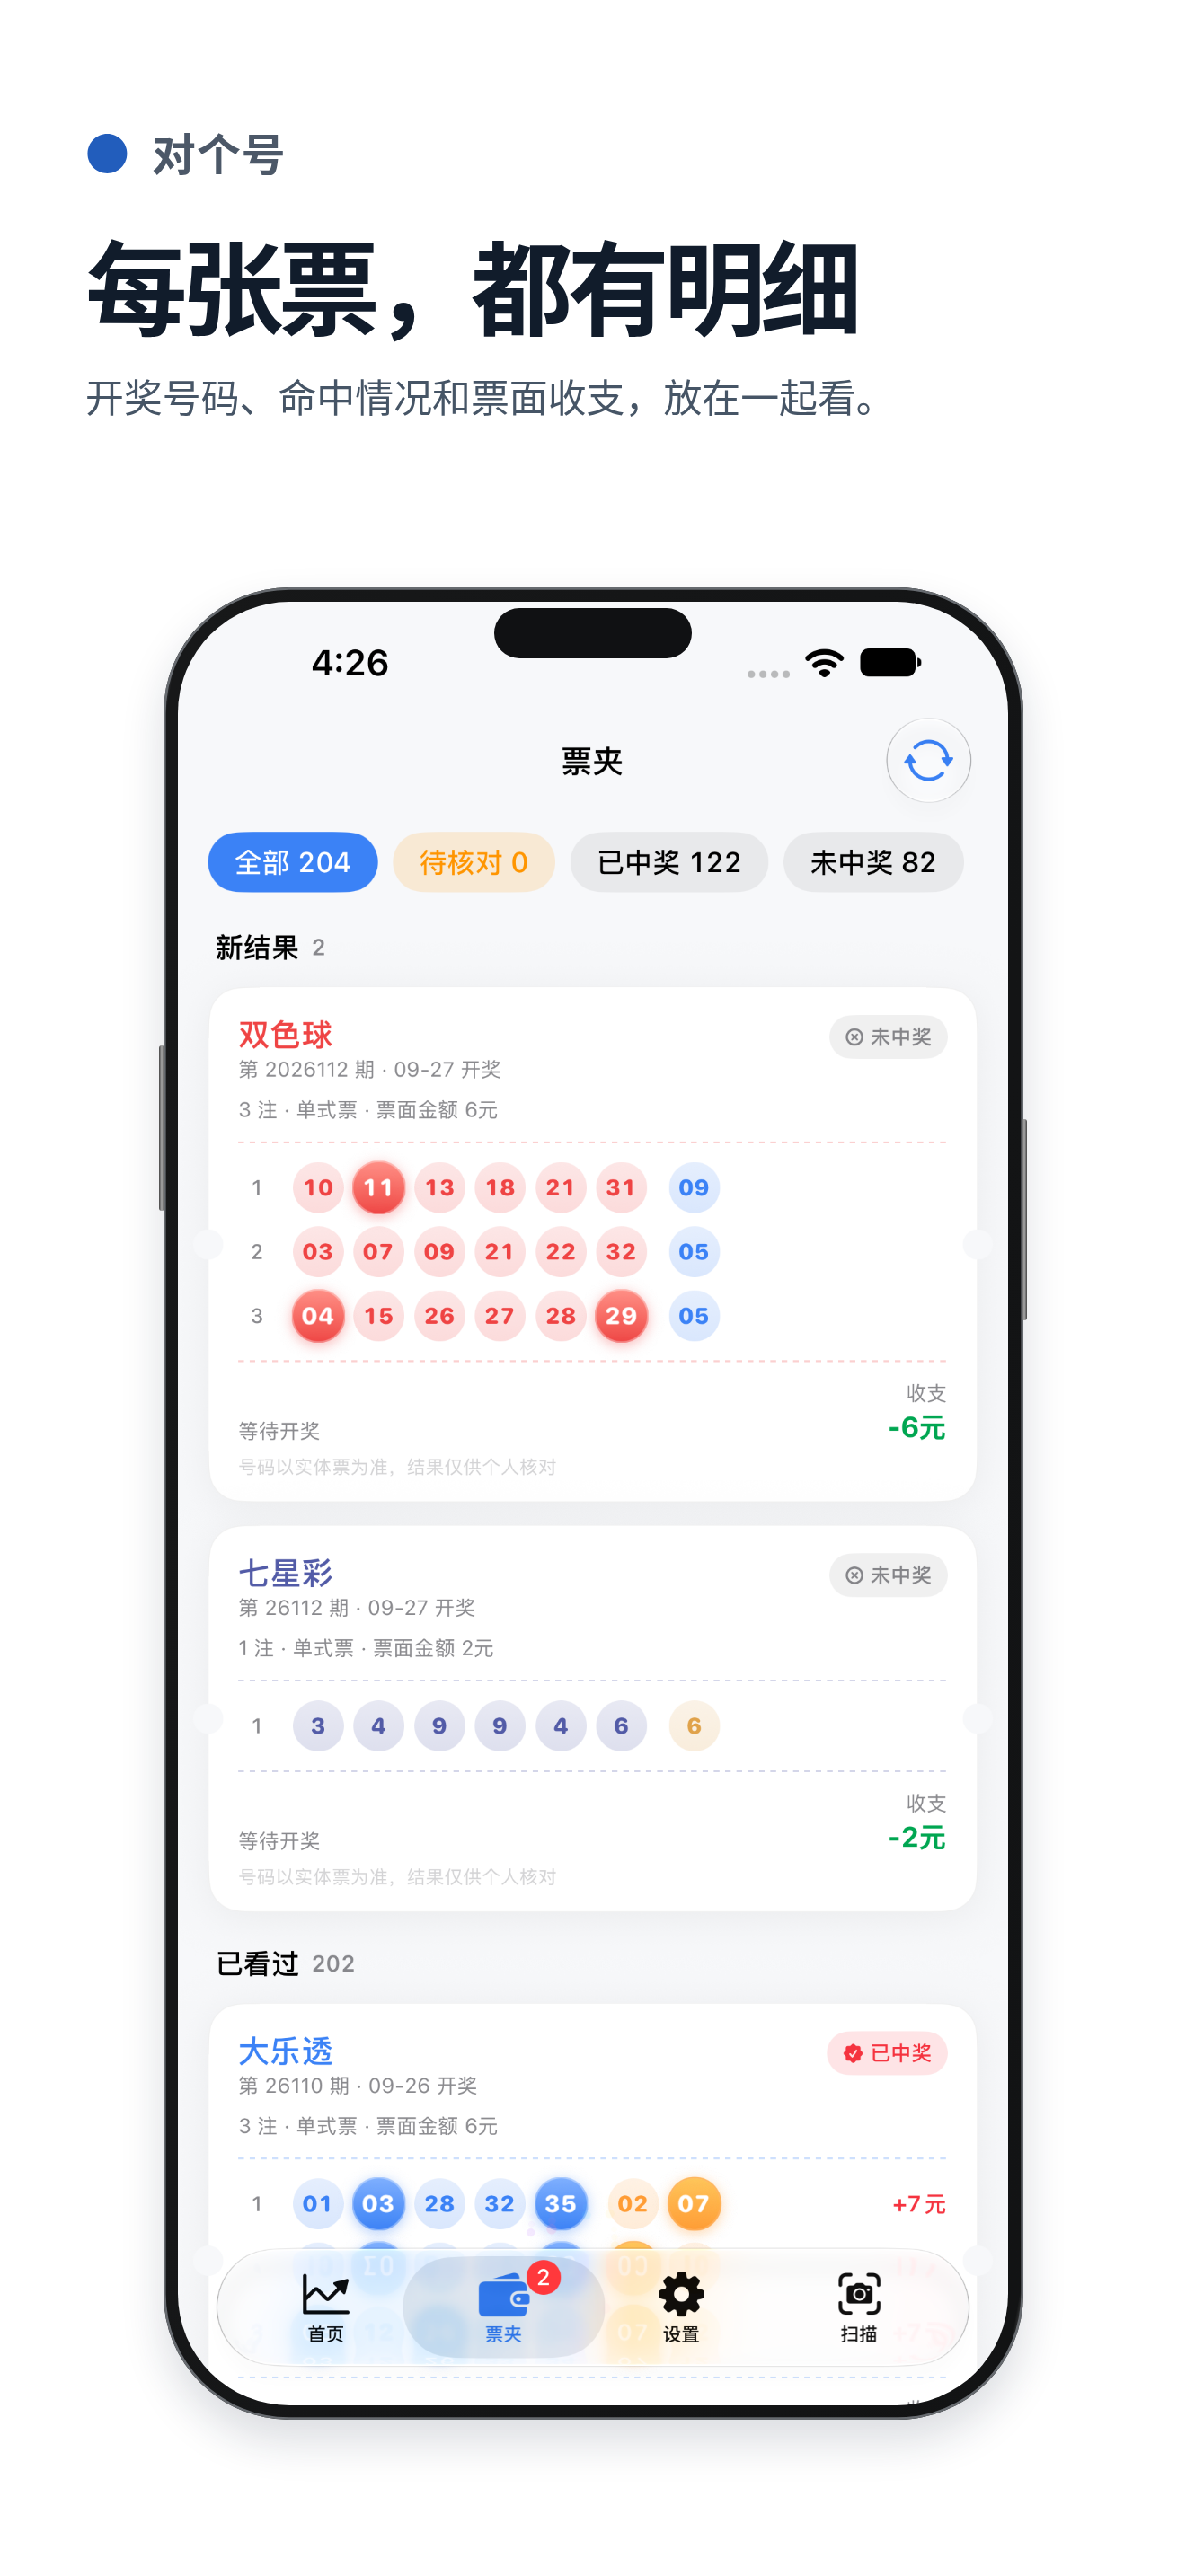 对个号
每张票，都有明细
开奖号码、命中情况和票面收支，放在一起看。
4:26
票夹
全部 204 待核对 0 已中奖 122 未中奖 82
新结果 2
双色球 未中奖
第 2026112 期 · 09-27 开奖
3 注 · 单式票 · 票面金额 6元
1 10 11 13 18 21 31 09
2 03 07 09 21 22 32 05
3 04 15 26 27 28 29 05
收支
等待开奖 -6元
号码以实体票为准，结果仅供个人核对
七星彩 未中奖
第 26112 期 · 09-27 开奖
1 注 · 单式票 · 票面金额 2元
1 3 4 9 9 4 6 6
收支
等待开奖 -2元
号码以实体票为准，结果仅供个人核对
已看过 202
大乐透 已中奖
第 26110 期 · 09-26 开奖
3 注 · 单式票 · 票面金额 6元
1 01 03 28 32 35 02 07 +7 元
2
首页 票夹 设置 扫描